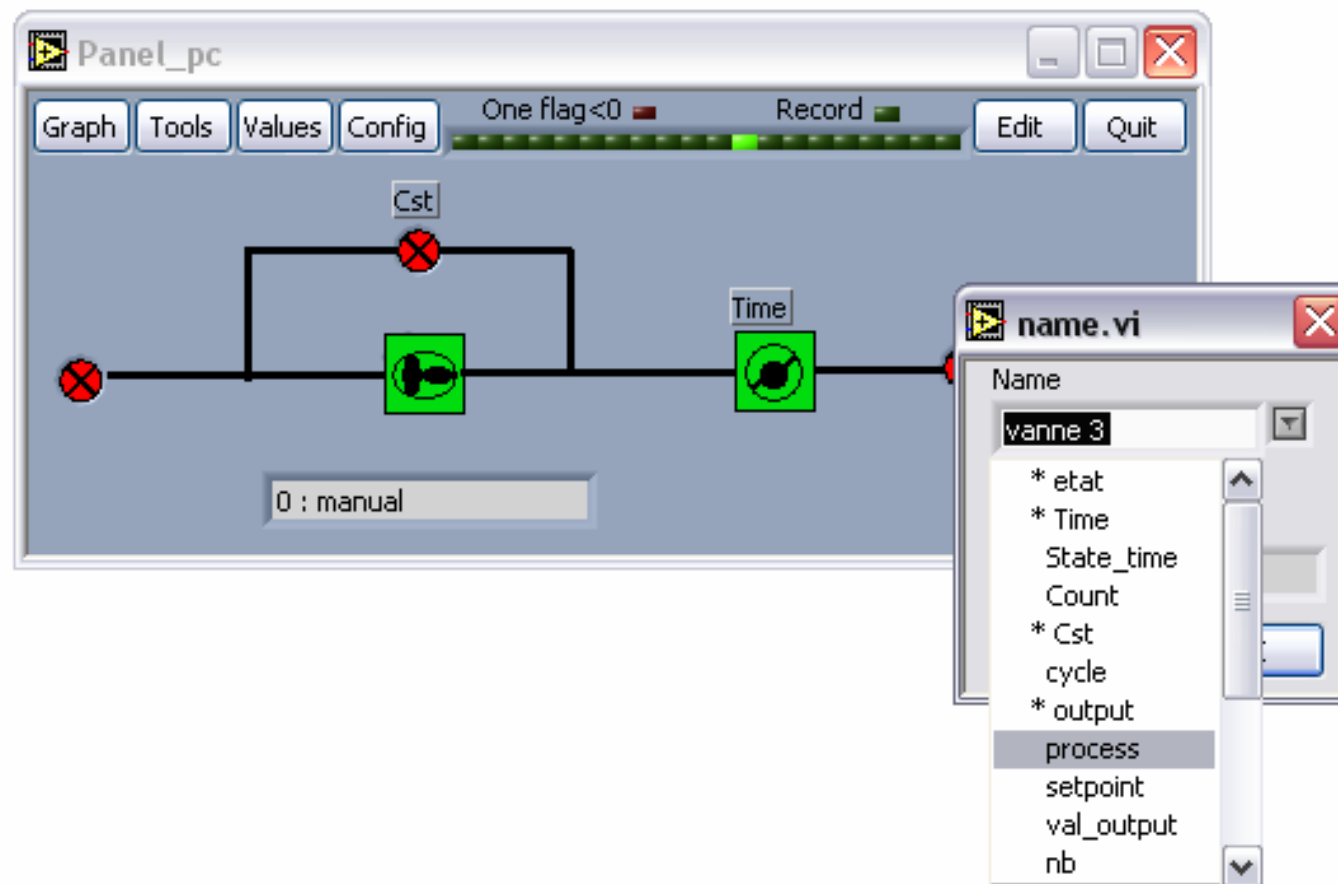 Panel_pc
Graph Tools Values Config One flag<0 Record Edit Quit
Cst
Time
0 : manual
name.vi
Name
vanne 3
* etat
* Time
State_time
Count
* Cst
cycle
* output
process
setpoint
val_output
nb